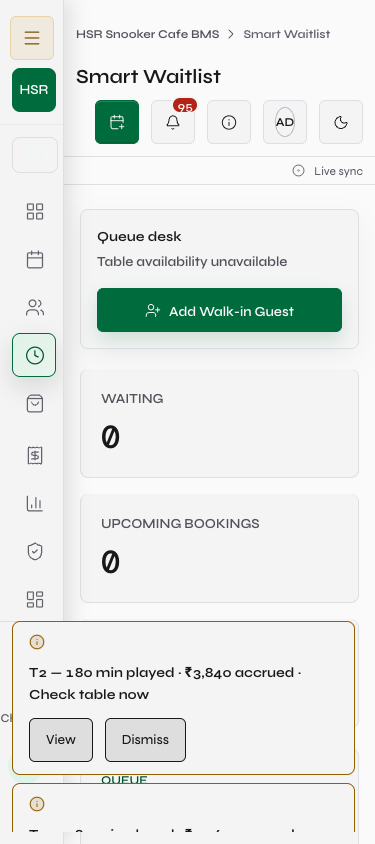 HSR Snooker Cafe BMS > Smart Waitlist
HSR
Smart Waitlist
95
AD
Live sync
Queue desk
Table availability unavailable
Add Walk-in Guest
WAITING
0
UPCOMING BOOKINGS
0
T2 — 180 min played · ₹3,840 accrued ·
Check table now
View
Dismiss
QUEUE